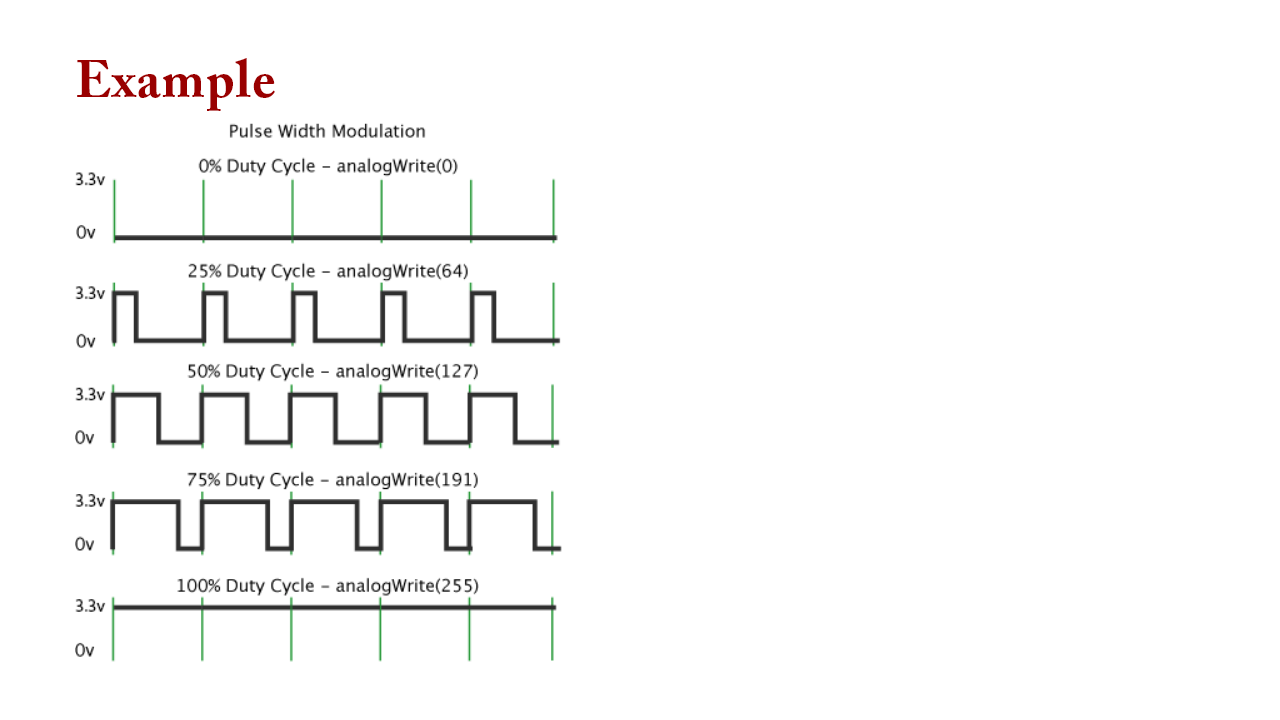 Example
Pulse Width Modulation
0% Duty Cycle – analogWrite(0)
3.3v
0v
25% Duty Cycle – analogWrite(64)
3.3v
0v
50% Duty Cycle – analogWrite(127)
3.3v
0v
75% Duty Cycle – analogWrite(191)
3.3v
0v
100% Duty Cycle – analogWrite(255)
3.3v
0v